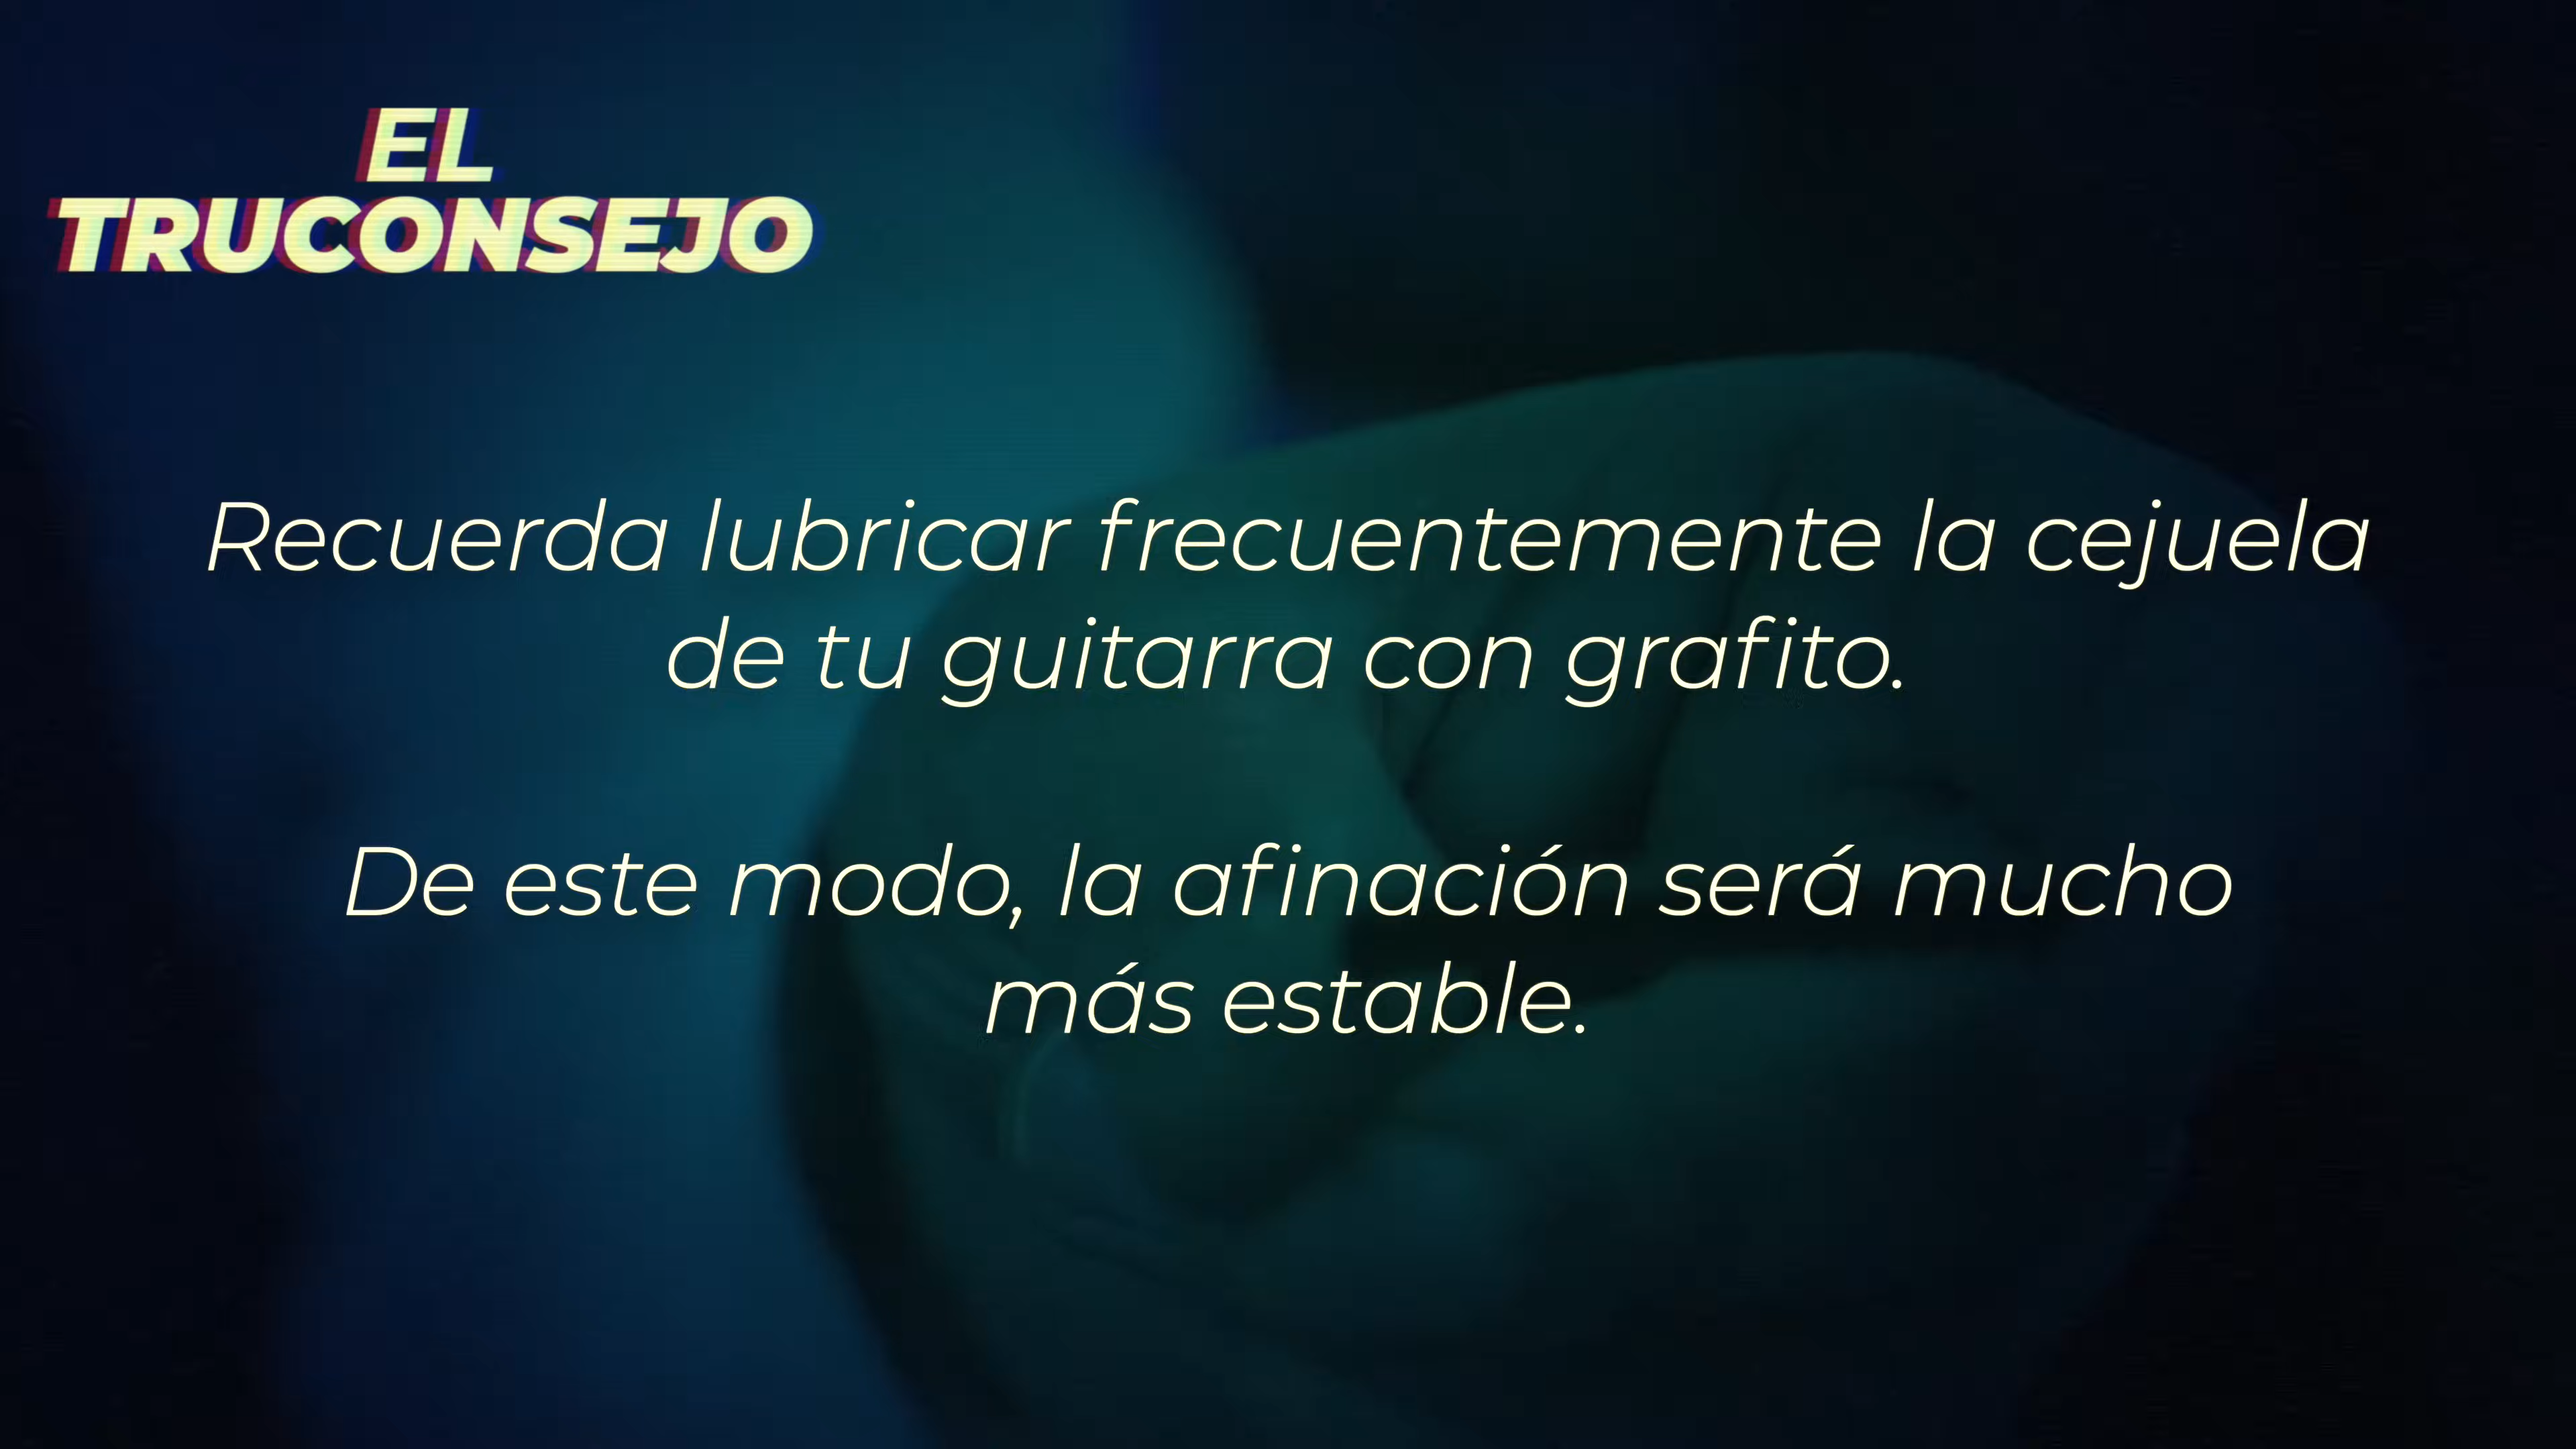 EL
TRUCONSEJO
Recuerda lubricar frecuentemente la cejuela
de tu guitarra con grafito.
De este modo, la afinación será mucho
más estable.